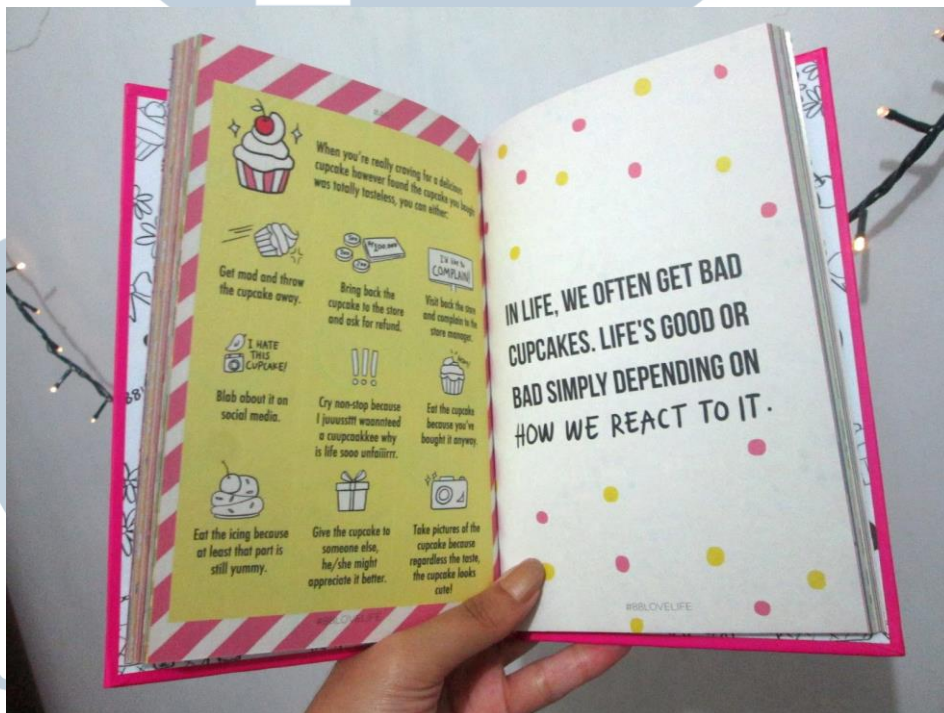 When you're really craving for a delicious
cupcake however found the cupcake you bought
was totally tasteless, you can either:
Get mad and throw
the cupcake away.
Bring back the
cupcake to the store
and ask for refund.
I'd like to
COMPLAIN!
Visit back the store
and complain to the
store manager.
I HATE
THIS
CUPCAKE!
Blab about it on
social media.
!!!
Cry non-stop because
I juuussttt waannteed
a cuupcaakkee why
is life sooo unfaiiirrr.
Eat the cupcake
because you've
bought it anyway.
Eat the icing because
at least that part is
still yummy.
Give the cupcake to
someone else,
he/she might
appreciate it better.
Take pictures of the
cupcake because
regardless the taste,
the cupcake looks
cute!
#88LOVELIFE
IN LIFE, WE OFTEN GET BAD
CUPCAKES. LIFE'S GOOD OR
BAD SIMPLY DEPENDING ON
HOW WE REACT TO IT.
#88LOVELIFE